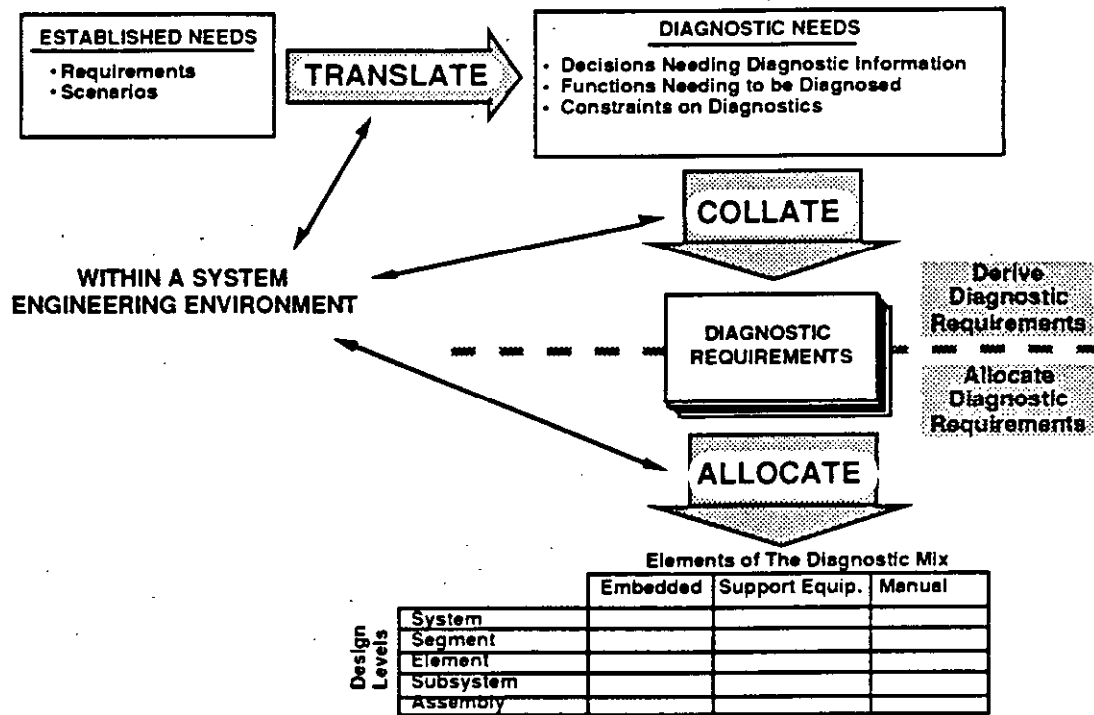 ESTABLISHED NEEDS
• Requirements
• Scenarios
TRANSLATE
DIAGNOSTIC NEEDS
• Decisions Needing Diagnostic Information
• Functions Needing to be Diagnosed
• Constraints on Diagnostics
COLLATE
WITHIN A SYSTEM
ENGINEERING ENVIRONMENT
DIAGNOSTIC
REQUIREMENTS
Derive
Diagnostic
Requirements
Allocate
Diagnostic
Requirements
ALLOCATE
Elements of The Diagnostic Mix
Embedded Support Equip. Manual
Design
Levels
System
Segment
Element
Subsystem
Assembly